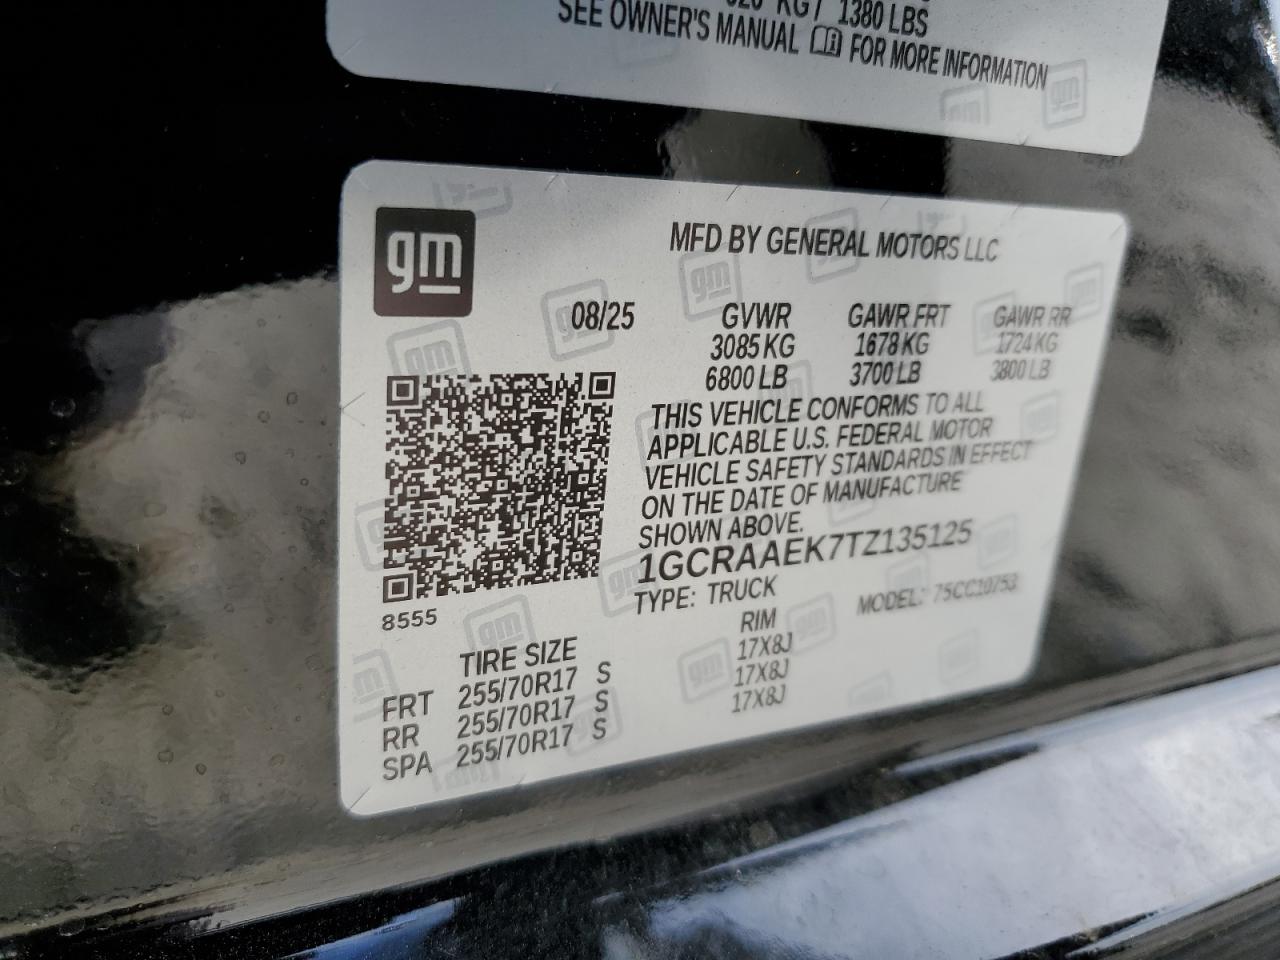 KG / 1380 LBS
SEE OWNER'S MANUAL FOR MORE INFORMATION
gm
MFD BY GENERAL MOTORS LLC
08/25 GVWR GAWR FRT GAWR RR
3085 KG 1678 KG 1724 KG
6800 LB 3700 LB 3800 LB
THIS VEHICLE CONFORMS TO ALL
APPLICABLE U.S. FEDERAL MOTOR
VEHICLE SAFETY STANDARDS IN EFFECT
ON THE DATE OF MANUFACTURE
SHOWN ABOVE.
1GCRAAEK7TZ135125
TYPE: TRUCK MODEL: 75CC10753
8555
TIRE SIZE RIM
FRT 255/70R17 S 17X8J
RR 255/70R17 S 17X8J
SPA 255/70R17 S 17X8J